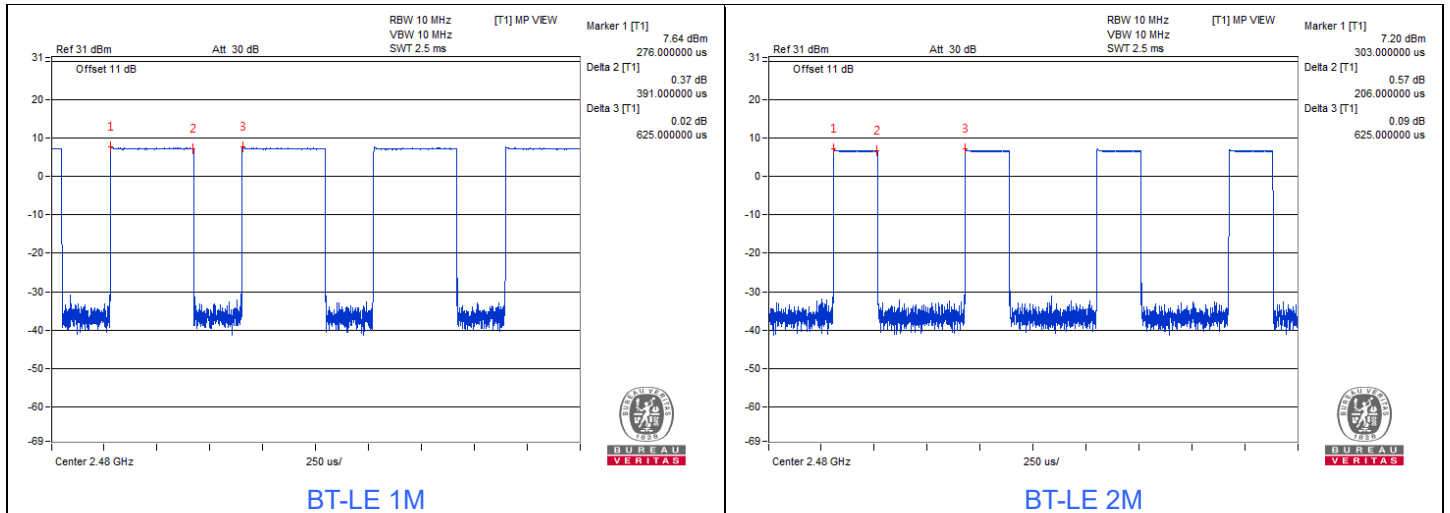 RBW 10 MHz [T1] MP VIEW
VBW 10 MHz
Ref 31 dBm Att 30 dB SWT 2.5 ms
Marker 1 [T1]
7.64 dBm
276.000000 us
Delta 2 [T1]
0.37 dB
391.000000 us
Delta 3 [T1]
0.02 dB
625.000000 us
31
Offset 11 dB
20
10
1 2 3
0
-10
-20
-30
-40
-50
-60
-69
Center 2.48 GHz 250 us/
BUREAU VERITAS
1828
BUREAU
VERITAS
BT-LE 1M
RBW 10 MHz [T1] MP VIEW
VBW 10 MHz
Ref 31 dBm Att 30 dB SWT 2.5 ms
Marker 1 [T1]
7.20 dBm
303.000000 us
Delta 2 [T1]
0.57 dB
206.000000 us
Delta 3 [T1]
0.09 dB
625.000000 us
31
Offset 11 dB
20
10
1 2 3
0
-10
-20
-30
-40
-50
-60
-69
Center 2.48 GHz 250 us/
BUREAU VERITAS
1828
BUREAU
VERITAS
BT-LE 2M